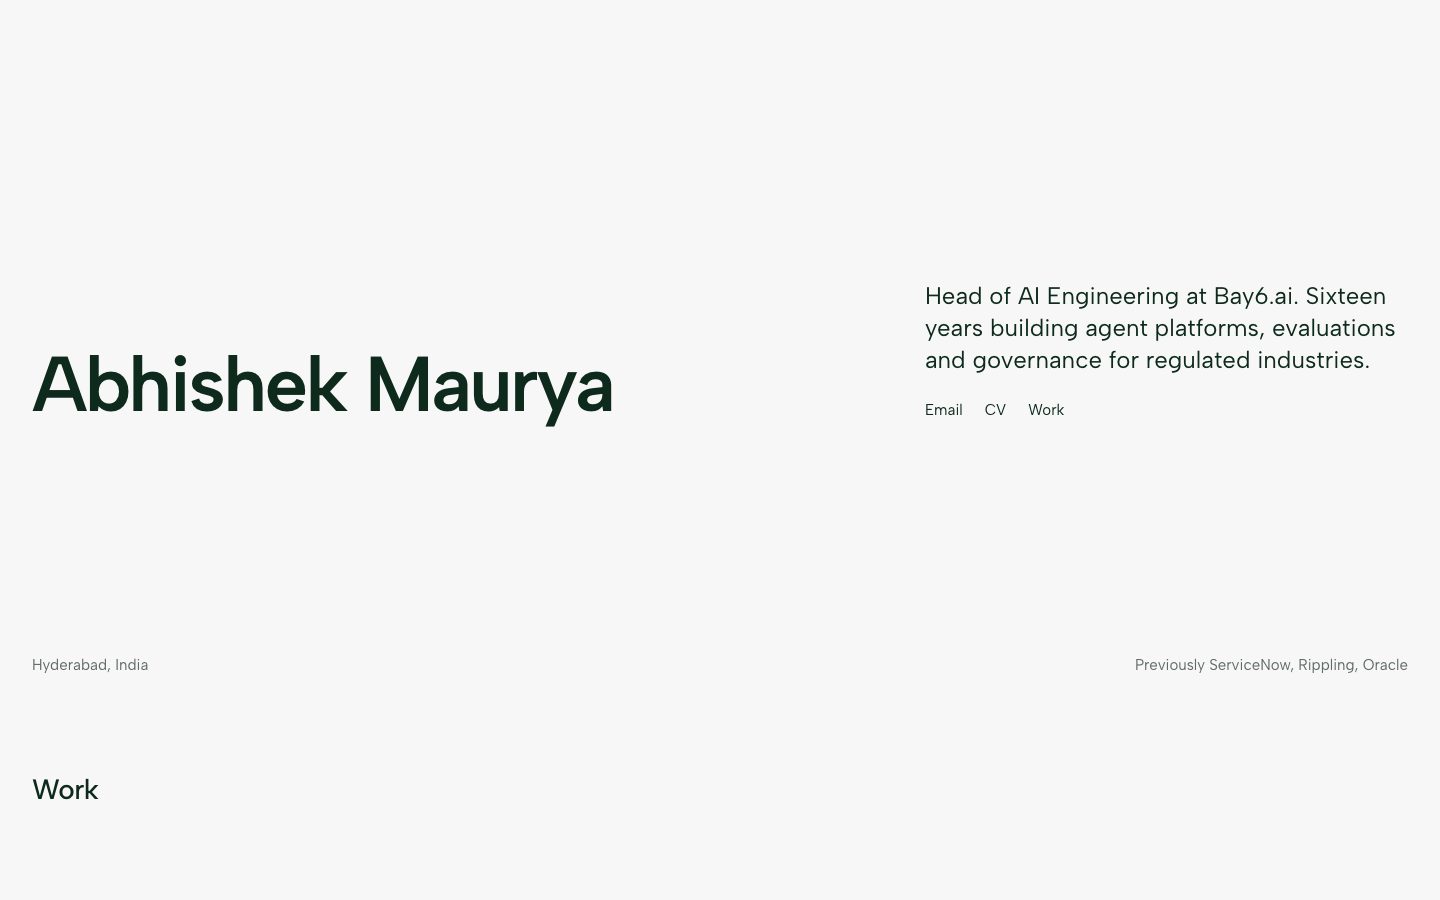 Abhishek Maurya
Head of AI Engineering at Bay6.ai. Sixteen
years building agent platforms, evaluations
and governance for regulated industries.
Email CV Work
Hyderabad, India
Previously ServiceNow, Rippling, Oracle
Work